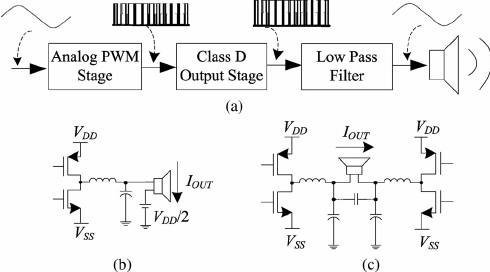 Analog PWM
Stage
Class D
Output Stage
Low Pass
Filter
(a)
VDD
IOUT
VDD/2
VSS
(b)
VDD
IOUT
VDD
VSS
VSS
(c)